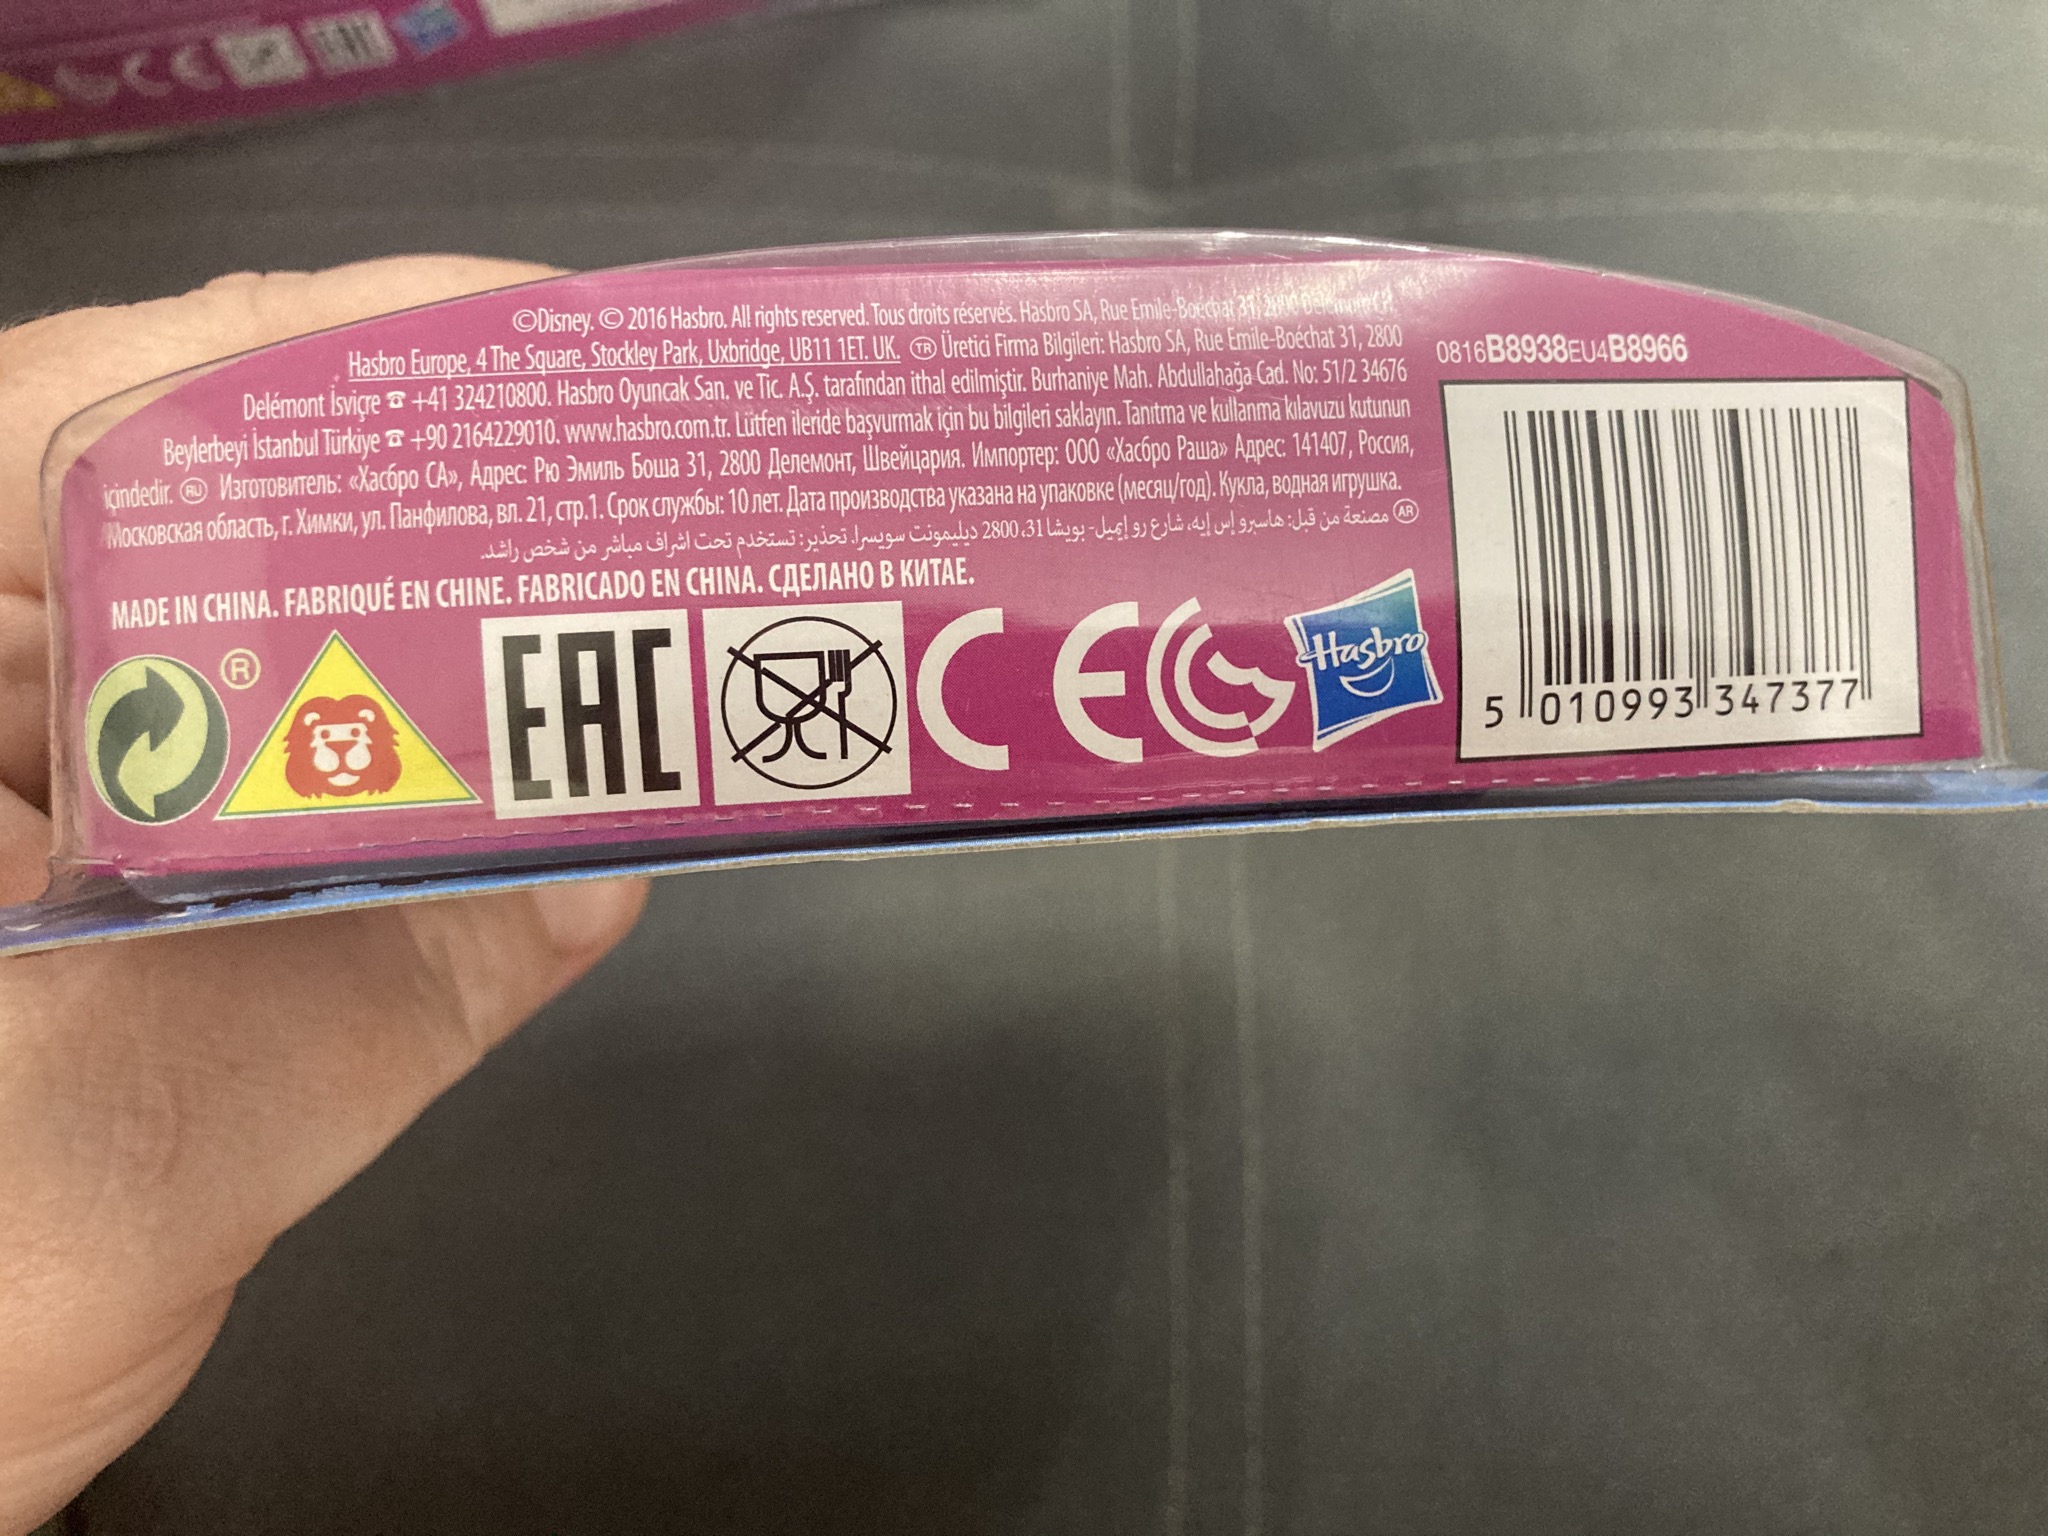 ©Disney. © 2016 Hasbro. All rights reserved. Tous droits réservés. Hasbro SA, Rue Emile-Boéchat 31, 2800 Delémont CH.
Hasbro Europe, 4 The Square, Stockley Park, Uxbridge, UB11 1ET. UK. TR Üretici Firma Bilgileri: Hasbro SA, Rue Emile-Boéchat 31, 2800
Delémont İsviçre ☎ +41 324210800. Hasbro Oyuncak San. ve Tic. A.Ş. tarafından ithal edilmiştir. Burhaniye Mah. Abdullahağa Cad. No: 51/2 34676
Beylerbeyi İstanbul Türkiye ☎ +90 2164229010. www.hasbro.com.tr. Lütfen ileride başvurmak için bu bilgileri saklayın. Tanıtma ve kullanma kılavuzu kutunun
içindedir. RU Изготовитель: «Хасбро СА», Адрес: Рю Эмиль Боша 31, 2800 Делемонт, Швейцария. Импортер: ООО «Хасбро Раша» Адрес: 141407, Россия,
Московская область, г. Химки, ул. Панфилова, вл. 21, стр.1. Срок службы: 10 лет. Дата производства указана на упаковке (месяц/год). Кукла, водная игрушка.
AR مصنعة من قبل: هاسبرو إس إيه، شارع رو إيميل- بويشا 31، 2800 ديليمونت سويسرا. تحذير: تستخدم تحت اشراف مباشر من شخص راشد.
MADE IN CHINA. FABRIQUÉ EN CHINE. FABRICADO EN CHINA. СДЕЛАНО В КИТАЕ.
® EAC CE Hasbro
0816B8938EU4B8966
5 010993 347377